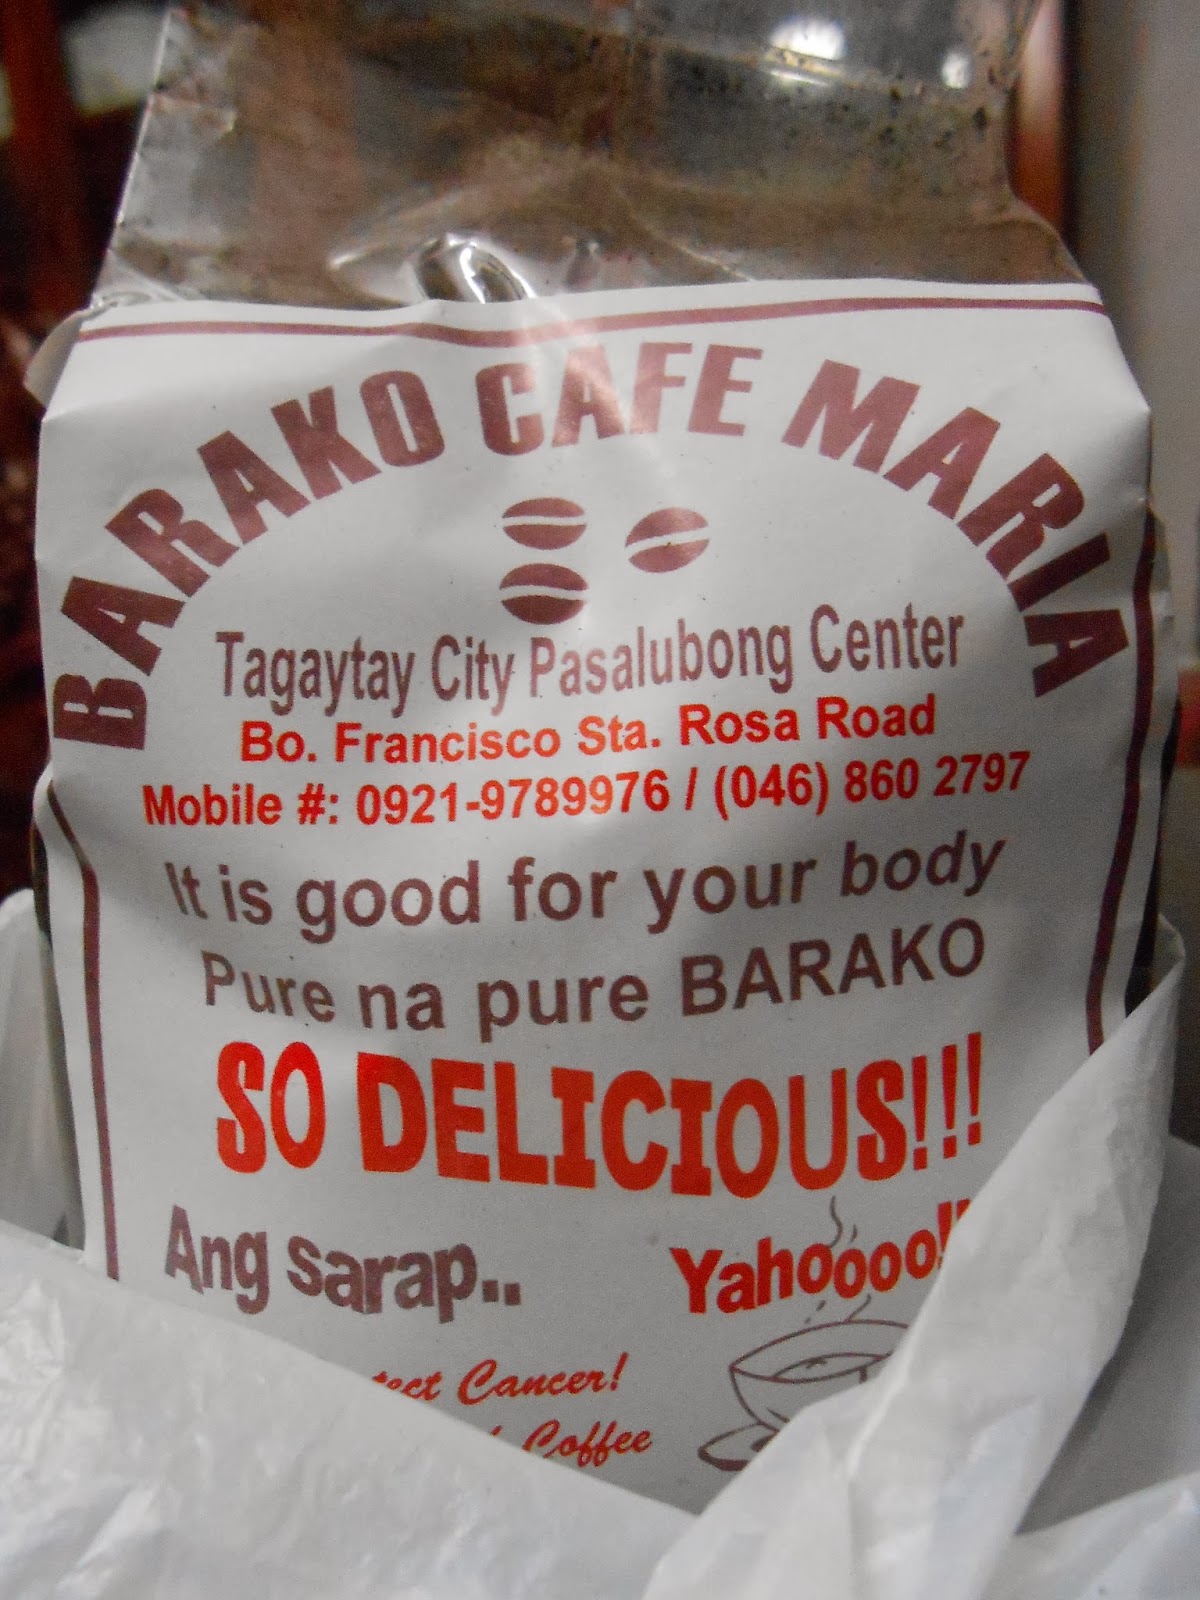 BARAKO CAFE MARIA
Tagaytay City Pasalubong Center
Bo. Francisco Sta. Rosa Road
Mobile #: 0921-9789976 / (046) 860 2797
It is good for your body
Pure na pure BARAKO
SO DELICIOUS!!!
Ang sarap.. Yahooooo!!
Cancer!
Coffee